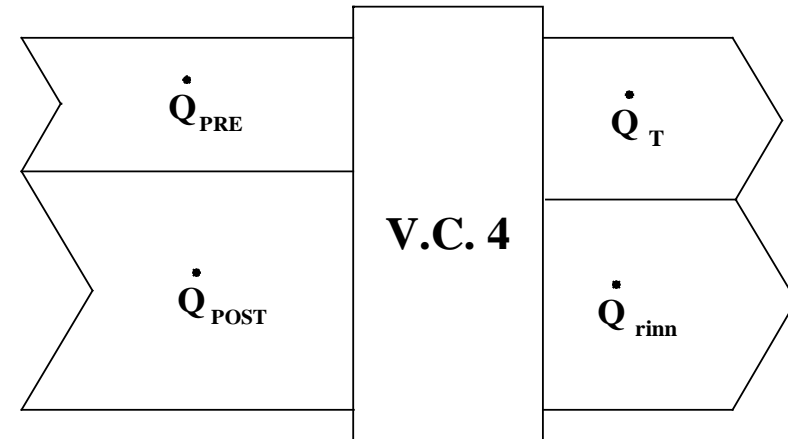 Q̇ PRE
Q̇ T
V.C. 4
Q̇ POST
Q̇ rinn